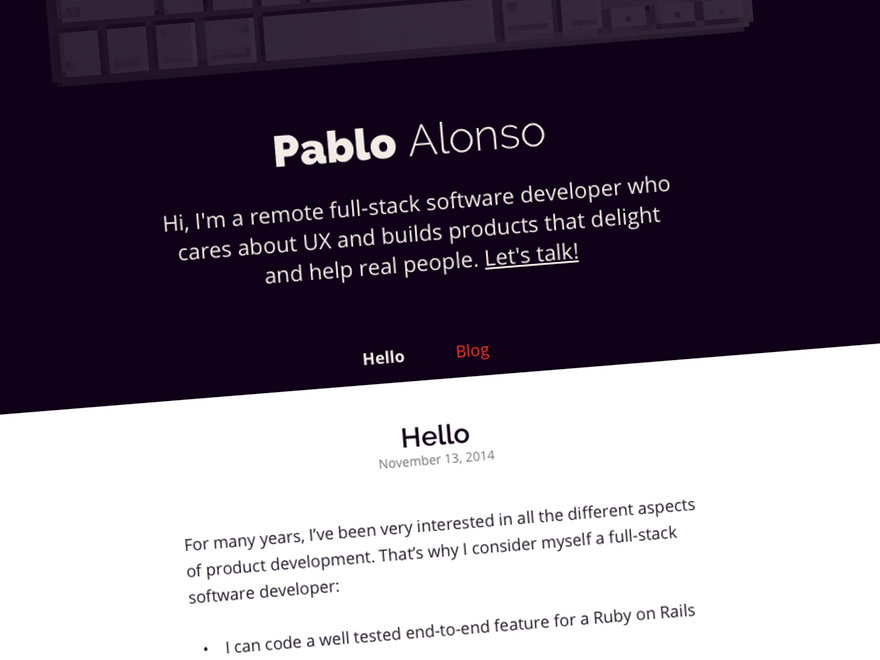 Pablo Alonso
Hi, I'm a remote full-stack software developer who
cares about UX and builds products that delight
and help real people. Let's talk!
Hello Blog
Hello
November 13, 2014
For many years, I’ve been very interested in all the different aspects
of product development. That’s why I consider myself a full-stack
software developer:
• I can code a well tested end-to-end feature for a Ruby on Rails